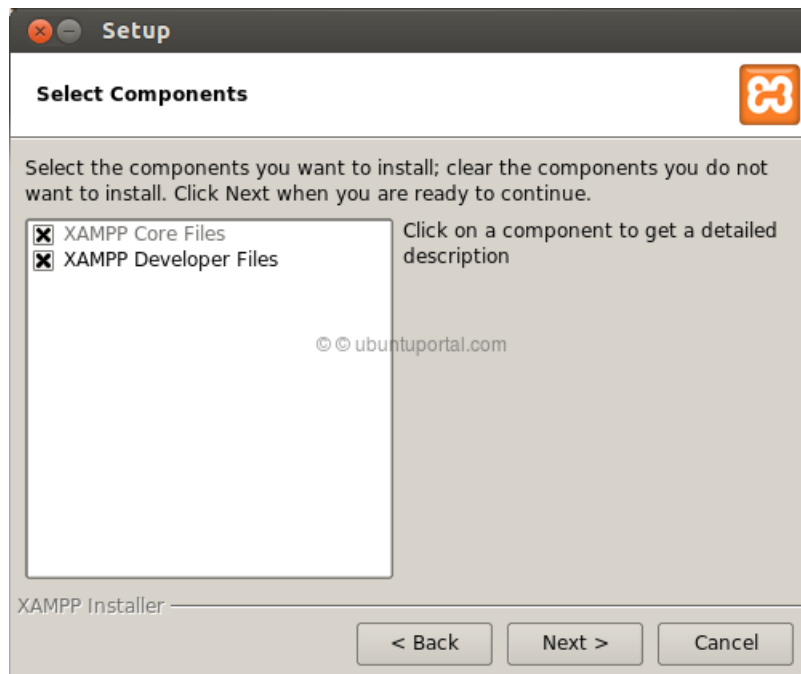 Setup
Select Components
Select the components you want to install; clear the components you do not
want to install. Click Next when you are ready to continue.
XAMPP Core Files
XAMPP Developer Files
Click on a component to get a detailed
description
© © ubuntuportal.com
XAMPP Installer
< Back
Next >
Cancel